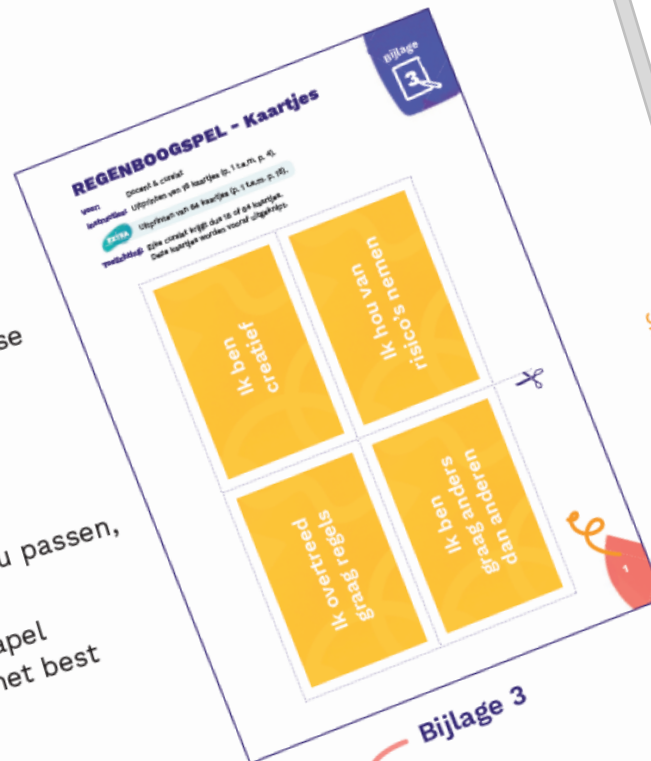 Bijlage
3
REGENBOOGSPEL - Kaartjes
Voor: Docent & cursist
Instructie: Uitprinten van 16 kaartjes (p. 1 t.e.m. p. 4).
EXTRA Uitprinten van 64 kaartjes (p. 1 t.e.m. p. 16).
Toelichting: Elke cursist krijgt dus 16 of 64 kaartjes.
Deze kaartjes worden vooraf uitgeknipt.
Ik ben
creatief
Ik hou van
risico's nemen
Ik overtreed
graag regels
Ik ben
graag anders
dan anderen
1
Bijlage 3
se
u passen,
apel
het best